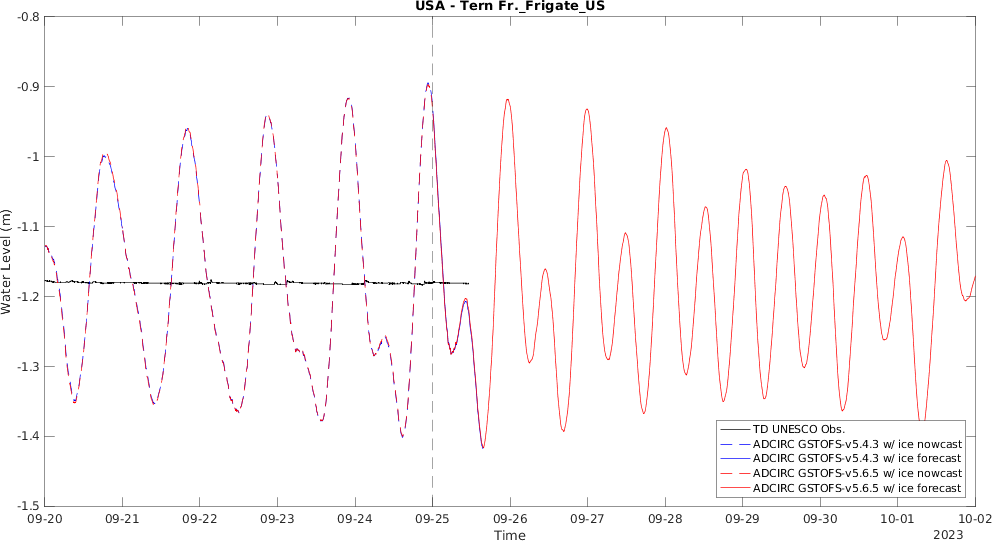 USA - Tern Fr._Frigate_US
-0.8
-0.9
-1
-1.1
-1.2
-1.3
-1.4
-1.5
Water Level (m)
TD UNESCO Obs.
ADCIRC GSTOFS-v5.4.3 w/ ice nowcast
ADCIRC GSTOFS-v5.4.3 w/ ice forecast
ADCIRC GSTOFS-v5.6.5 w/ ice nowcast
ADCIRC GSTOFS-v5.6.5 w/ ice forecast
09-20 09-21 09-22 09-23 09-24 09-25 09-26 09-27 09-28 09-29 09-30 10-01 10-02
Time
2023